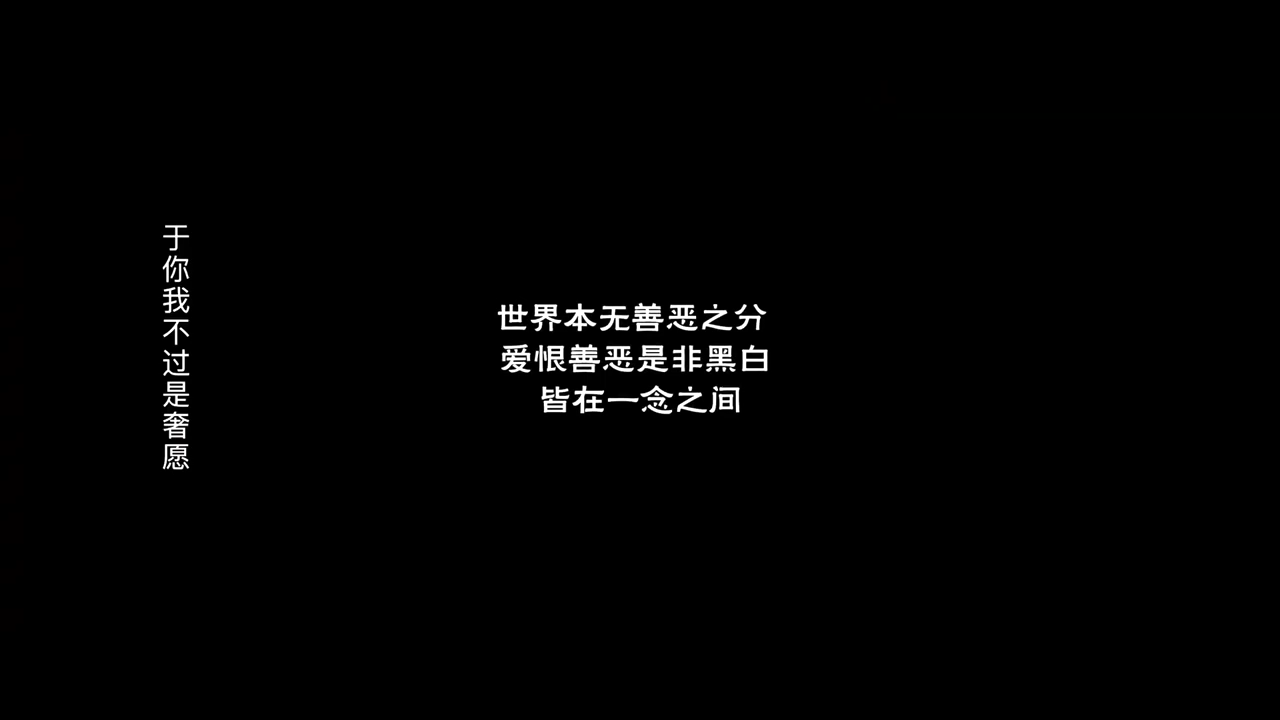 于你我不过是奢愿
世界本无善恶之分
爱恨善恶是非黑白
皆在一念之间